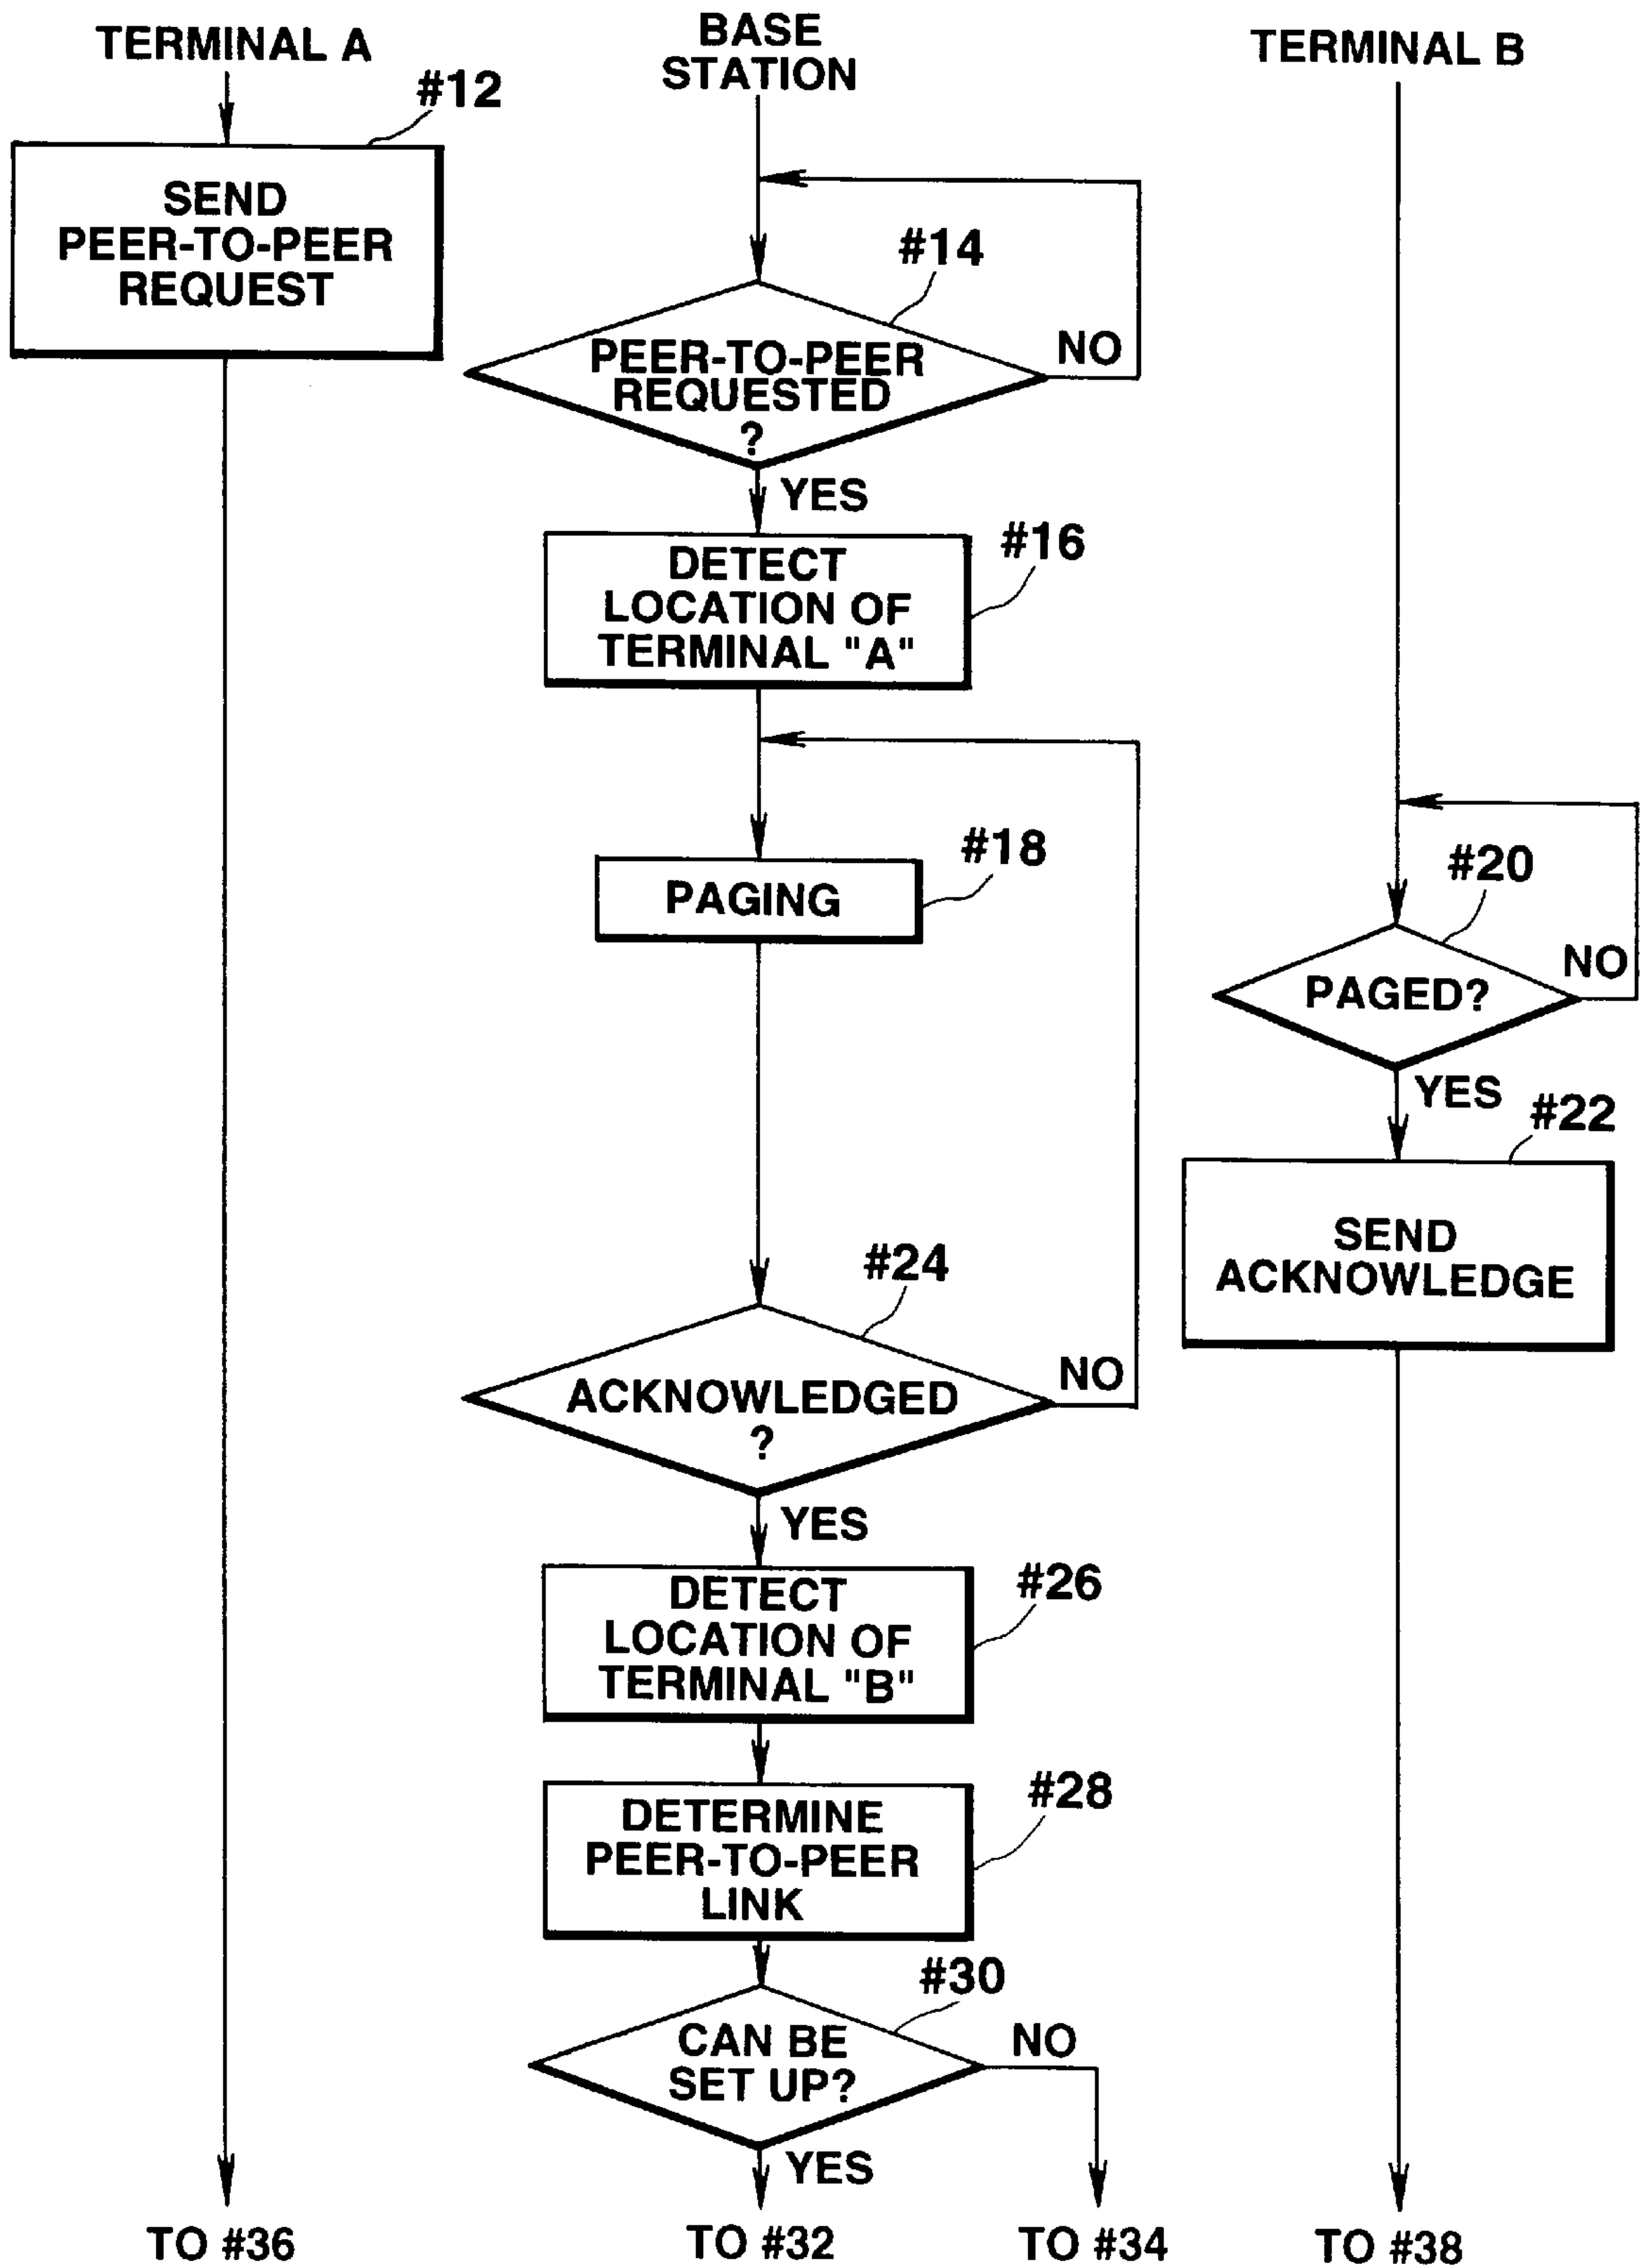 TERMINAL A
#12
SEND
PEER-TO-PEER
REQUEST
TO #36
BASE
STATION
#14
PEER-TO-PEER
REQUESTED
?
NO
YES
#16
DETECT
LOCATION OF
TERMINAL "A"
#18
PAGING
#24
ACKNOWLEDGED
?
NO
YES
#26
DETECT
LOCATION OF
TERMINAL "B"
#28
DETERMINE
PEER-TO-PEER
LINK
#30
CAN BE
SET UP?
NO
YES
TO #32
TO #34
TERMINAL B
#20
PAGED?
NO
YES
#22
SEND
ACKNOWLEDGE
TO #38